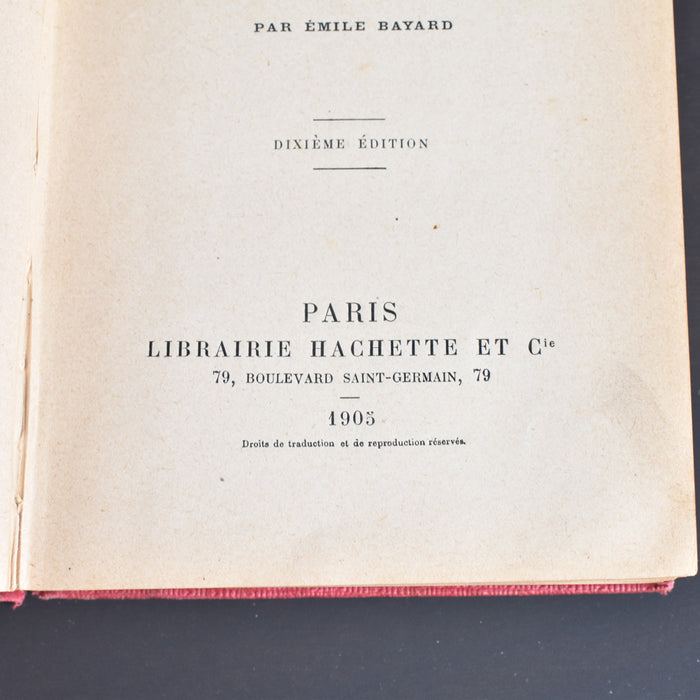 PAR ÉMILE BAYARD
DIXIÈME ÉDITION
PARIS
LIBRAIRIE HACHETTE ET Cie
79, BOULEVARD SAINT-GERMAIN, 79
1905
Droits de traduction et de reproduction réservés.